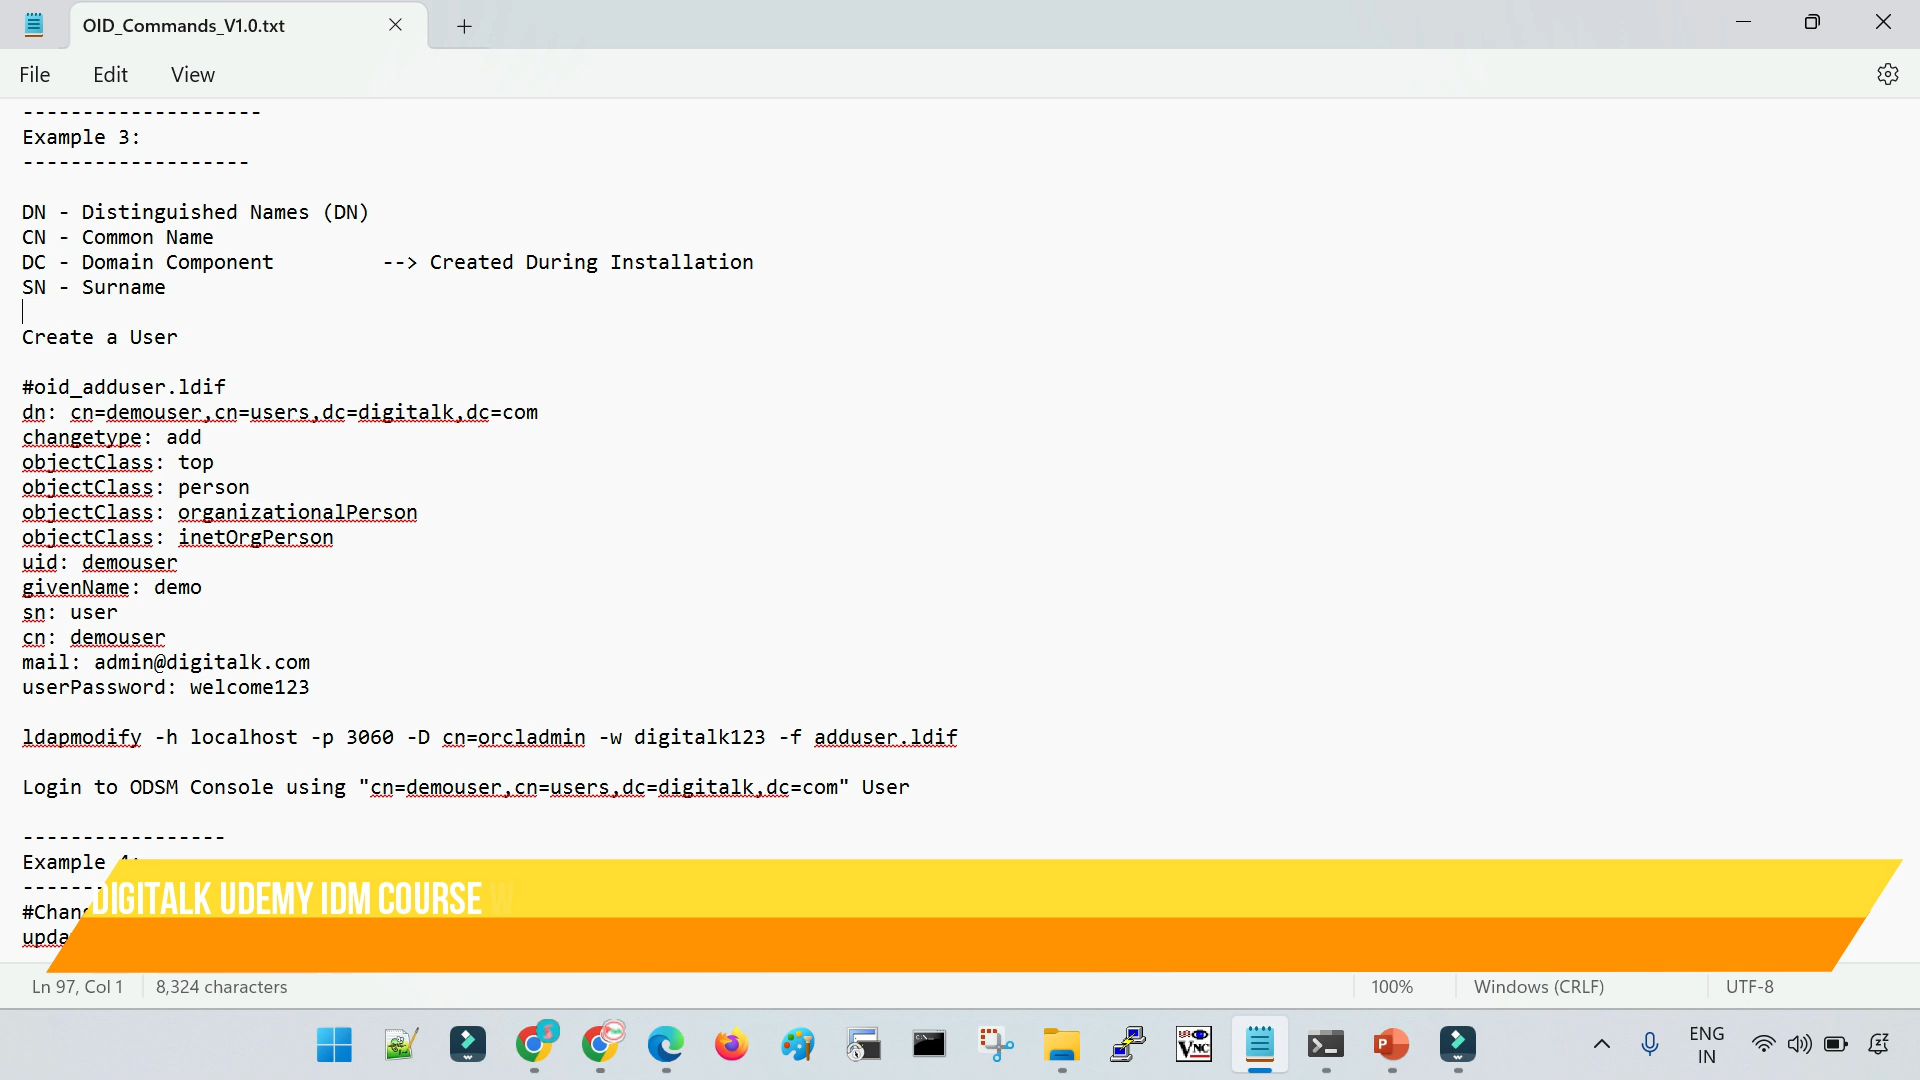 OID_Commands_V1.0.txt
File Edit View
--------------------
Example 3:
-------------------
DN - Distinguished Names (DN)
CN - Common Name
DC - Domain Component --> Created During Installation
SN - Surname
Create a User
#oid_adduser.ldif
dn: cn=demouser,cn=users,dc=digitalk,dc=com
changetype: add
objectClass: top
objectClass: person
objectClass: organizationalPerson
objectClass: inetOrgPerson
uid: demouser
givenName: demo
sn: user
cn: demouser
mail: admin@digitalk.com
userPassword: welcome123
ldapmodify -h localhost -p 3060 -D cn=orcladmin -w digitalk123 -f adduser.ldif
Login to ODSM Console using "cn=demouser,cn=users,dc=digitalk,dc=com" User
-----------------
Example
DIGITALK UDEMY IDM COURSE W
Ln 97, Col 1 8,324 characters 100% Windows (CRLF) UTF-8
ENG
IN